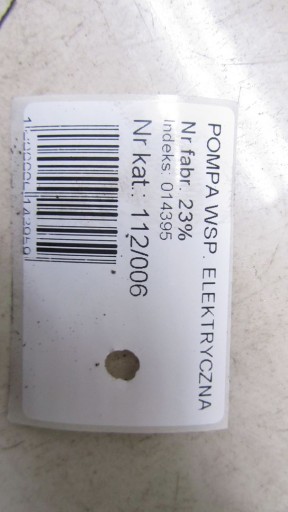 POMPA WSP. ELEKTRYCZNA
Nr fabr. 23%
Indeks: 014395
Nr kat.: 112/006